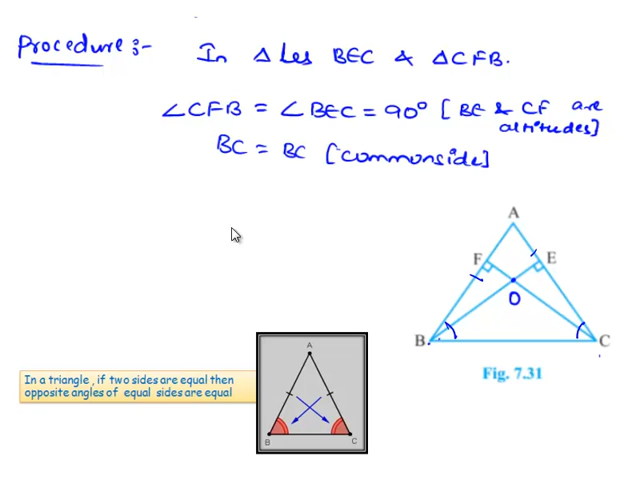 Procedure :-
In Δ les BEC & ΔCFB.
∠CFB = ∠BEC = 90° [BE & CF are altitudes]
BC = BC [common side]
A
F
E
O
B
C
Fig. 7.31
In a triangle , if two sides are equal then
opposite angles of equal sides are equal
A
B
C